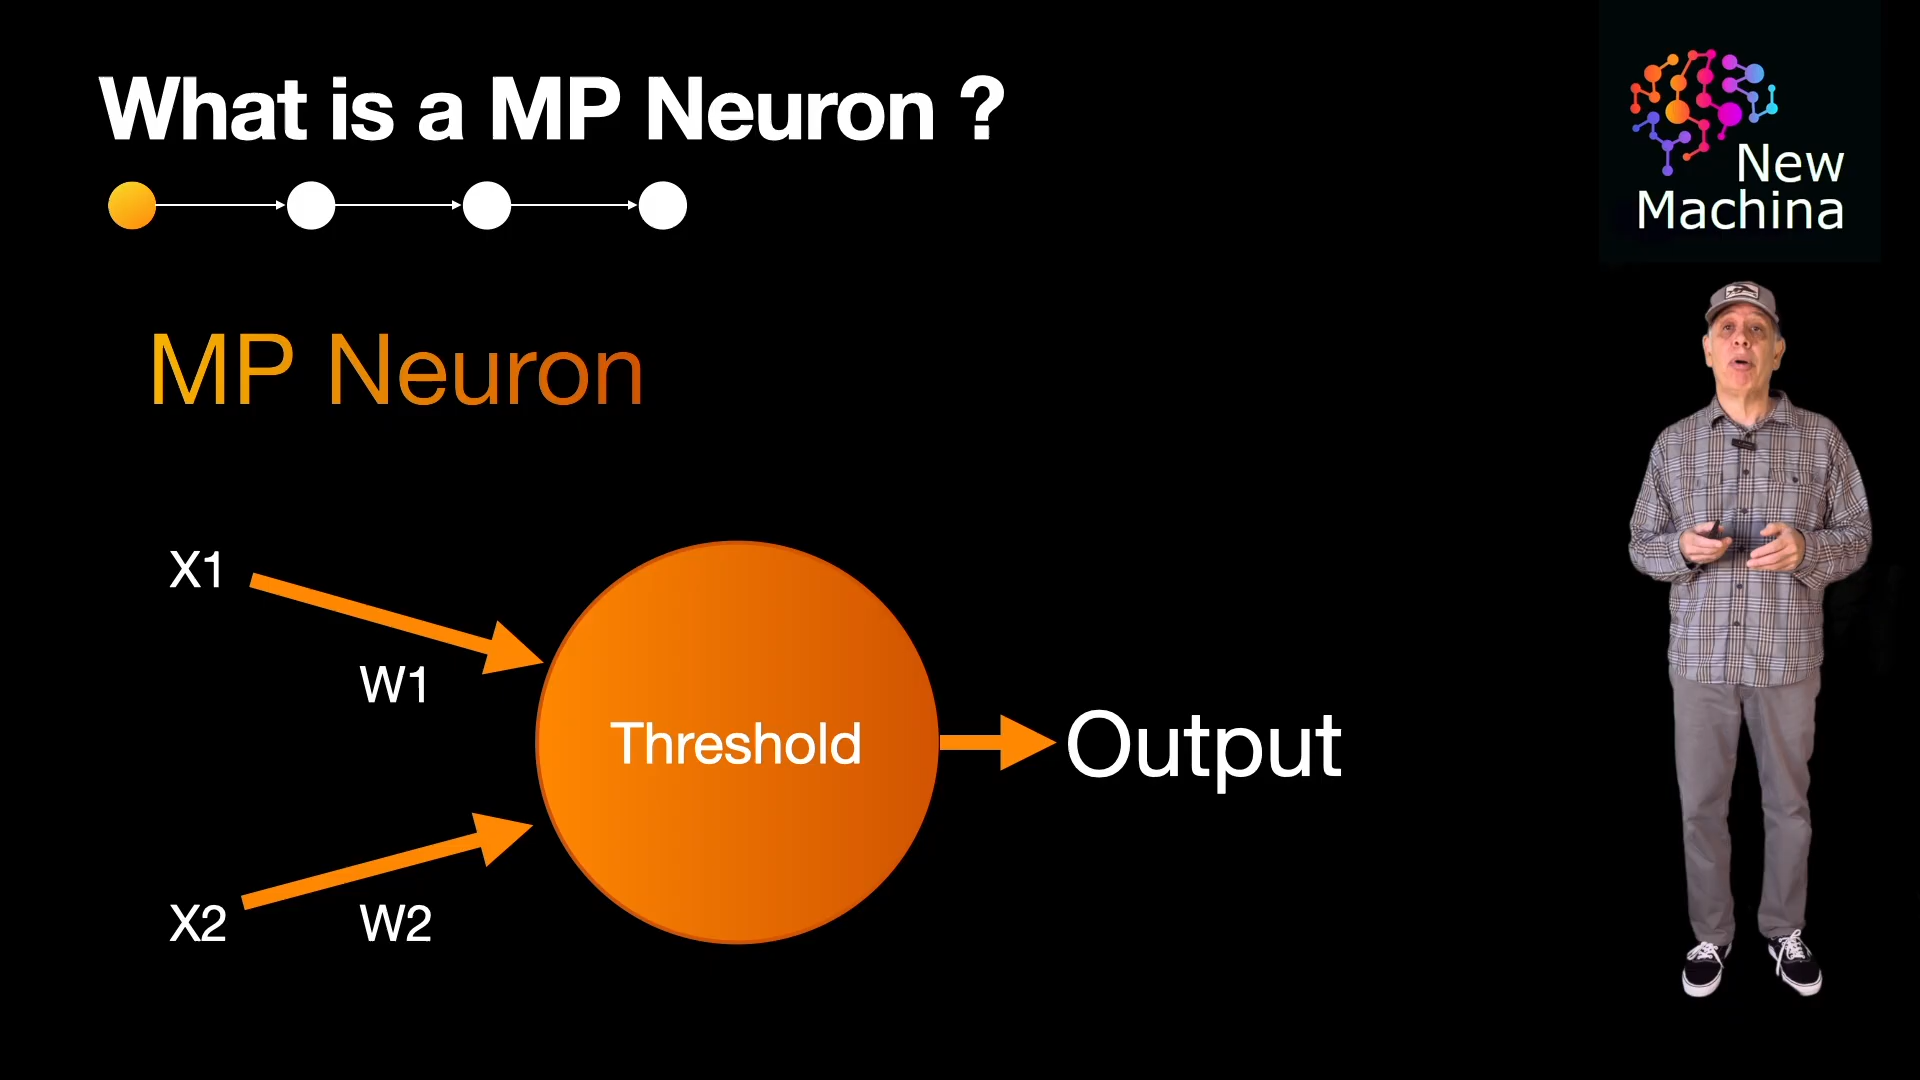 What is a MP Neuron ?
New
Machina
MP Neuron
X1
W1
Threshold
Output
X2
W2